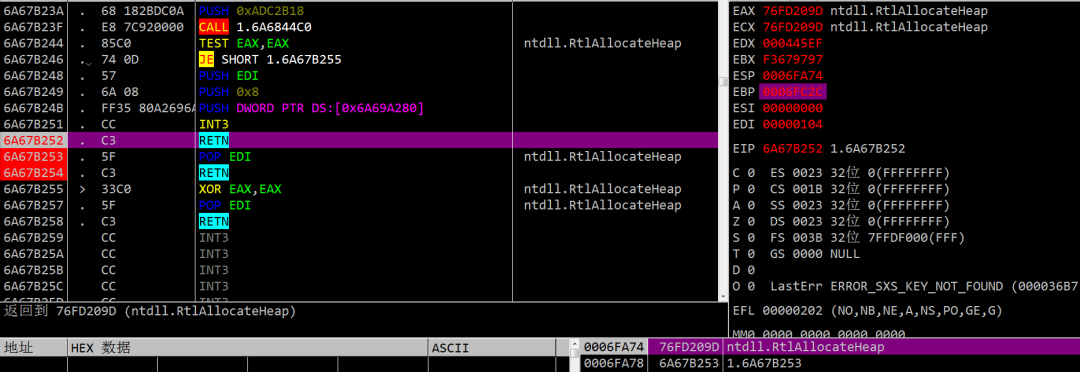 6A67B23A . 68 182BDC0A PUSH 0xADC2B18
6A67B23F . E8 7C920000 CALL 1.6A6844C0
6A67B244 . 85C0 TEST EAX,EAX ntdll.RtlAllocateHeap
6A67B246 . 74 0D JE SHORT 1.6A67B255
6A67B248 . 57 PUSH EDI
6A67B249 . 6A 08 PUSH 0x8
6A67B24B . FF35 80A2696A PUSH DWORD PTR DS:[0x6A69A280]
6A67B251 . CC INT3
6A67B252 . C3 RETN
6A67B253 . 5F POP EDI ntdll.RtlAllocateHeap
6A67B254 . C3 RETN
6A67B255 > 33C0 XOR EAX,EAX ntdll.RtlAllocateHeap
6A67B257 . 5F POP EDI ntdll.RtlAllocateHeap
6A67B258 . C3 RETN
6A67B259 CC INT3
6A67B25A CC INT3
6A67B25B CC INT3
6A67B25C CC INT3
6A67B25D CC INT3
返回到 76FD209D (ntdll.RtlAllocateHeap)
地址 HEX 数据 ASCII
EAX 76FD209D ntdll.RtlAllocateHeap
ECX 76FD209D ntdll.RtlAllocateHeap
EDX 000445EF
EBX F3679797
ESP 0006FA74
EBP 0006FC2C
ESI 00000000
EDI 00000104
EIP 6A67B252 1.6A67B252
C 0 ES 0023 32位 0(FFFFFFFF)
P 0 CS 001B 32位 0(FFFFFFFF)
A 0 SS 0023 32位 0(FFFFFFFF)
Z 0 DS 0023 32位 0(FFFFFFFF)
S 0 FS 003B 32位 7FFDF000(FFF)
T 0 GS 0000 NULL
D 0
O 0 LastErr ERROR_SXS_KEY_NOT_FOUND (000036B7
EFL 00000202 (NO,NB,NE,A,NS,PO,GE,G)
MM0 0000 0000 0000 0000
0006FA74 76FD209D ntdll.RtlAllocateHeap
0006FA78 6A67B253 1.6A67B253